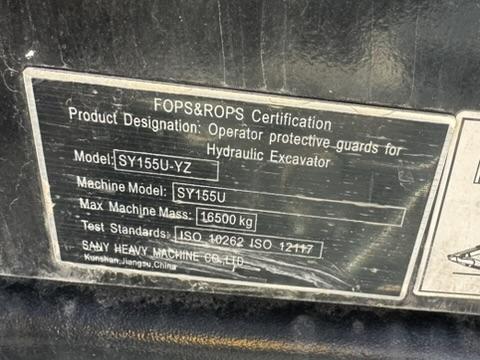 FOPS&ROPS Certification
Product Designation: Operator protective guards for
Hydraulic Excavator
Model: SY155U-YZ
Machine Model: SY155U
Max Machine Mass: 16500 kg
Test Standards: ISO 10262 ISO 12117
SANY HEAVY MACHINE CO.,LTD
Kunshan,Jiangsu,China